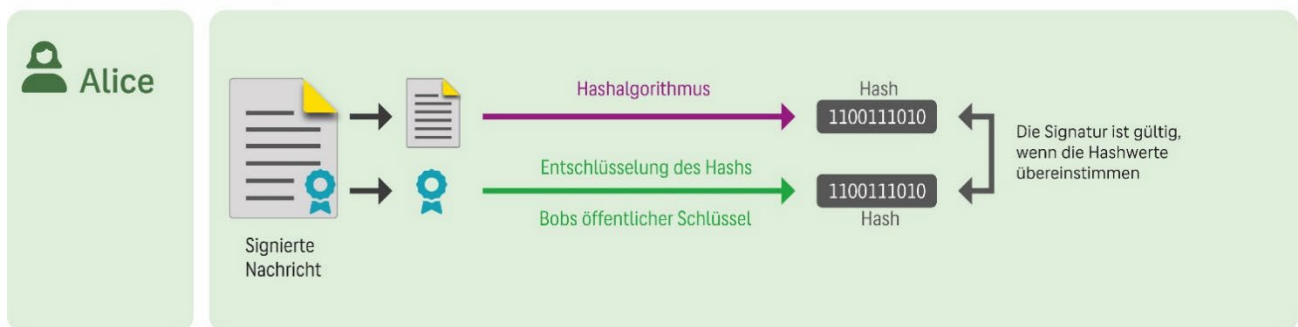 Alice
Signierte
Nachricht
Hashalgorithmus
Entschlüsselung des Hashs
Bobs öffentlicher Schlüssel
Hash
1100111010
1100111010
Hash
Die Signatur ist gültig,
wenn die Hashwerte
übereinstimmen